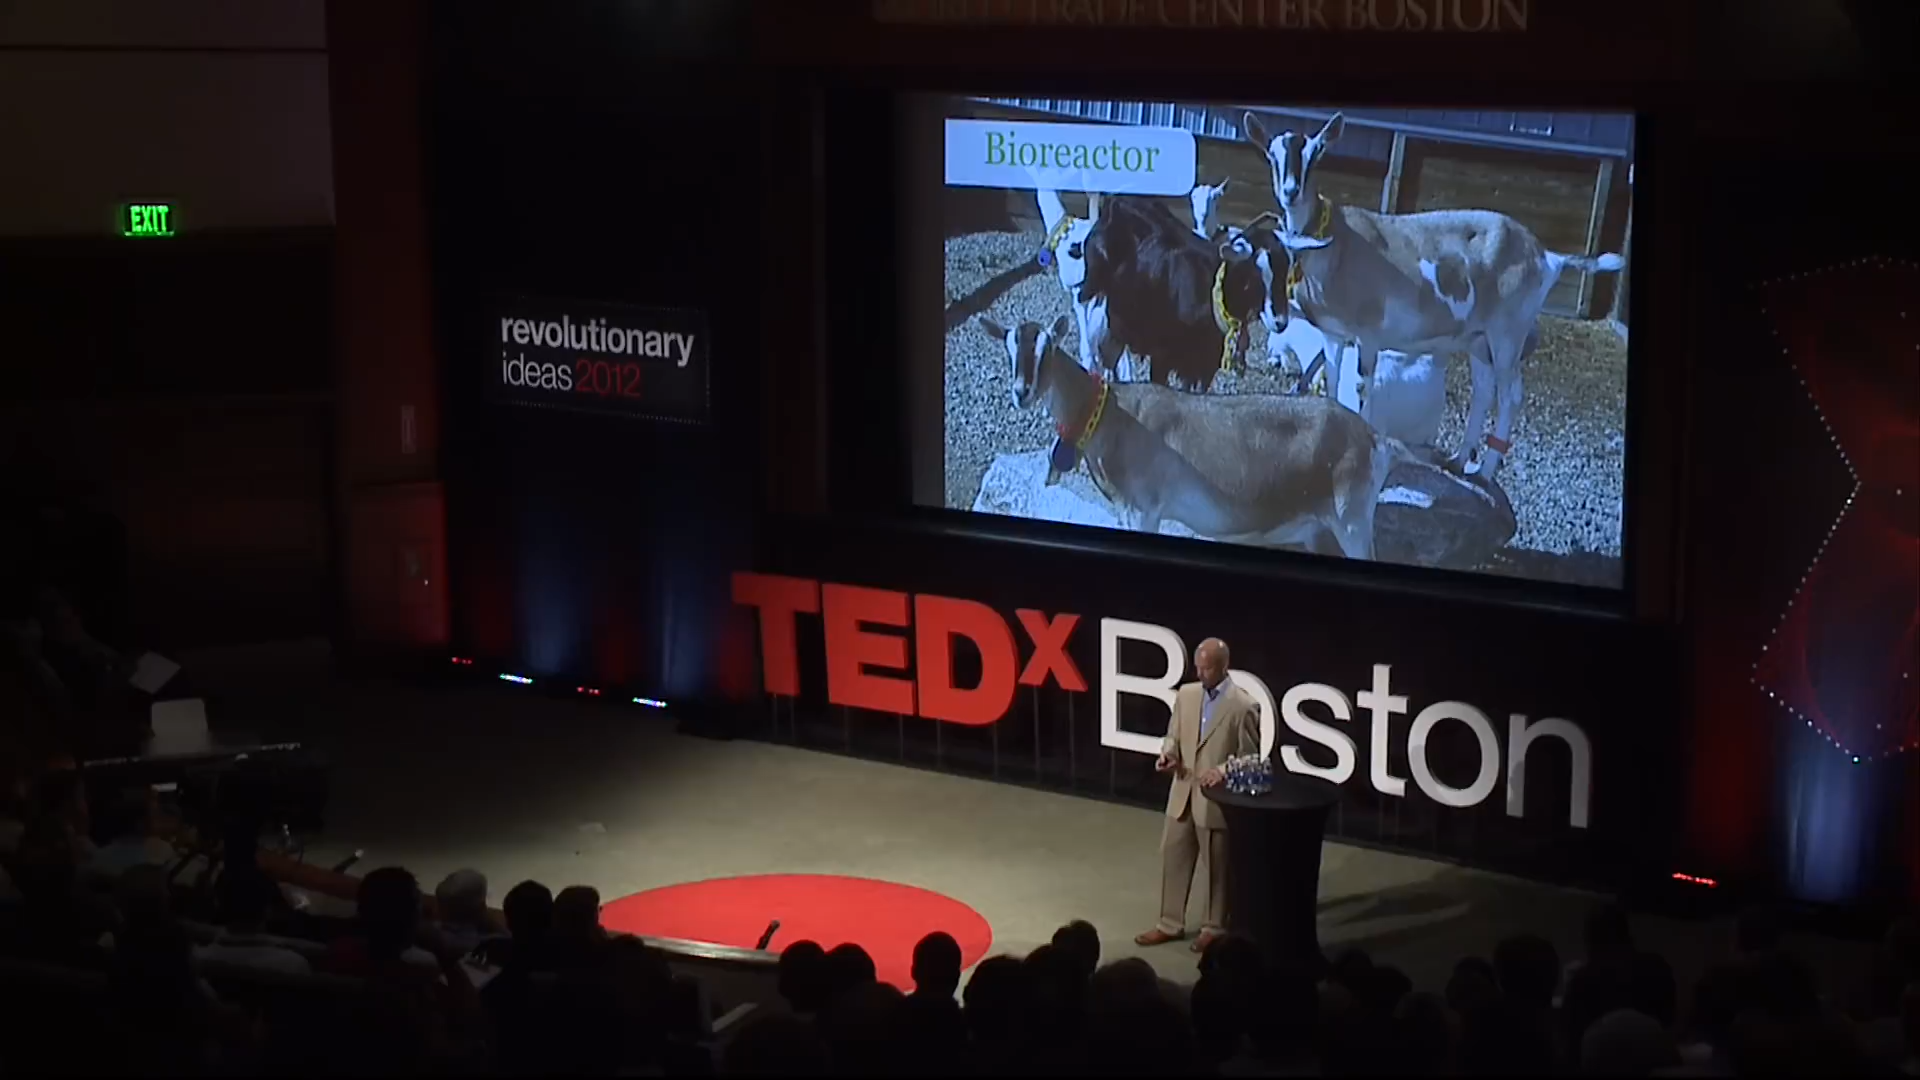 TRADE CENTER BOSTON
Bioreactor
EXIT
revolutionary
ideas 2012
TEDx Boston